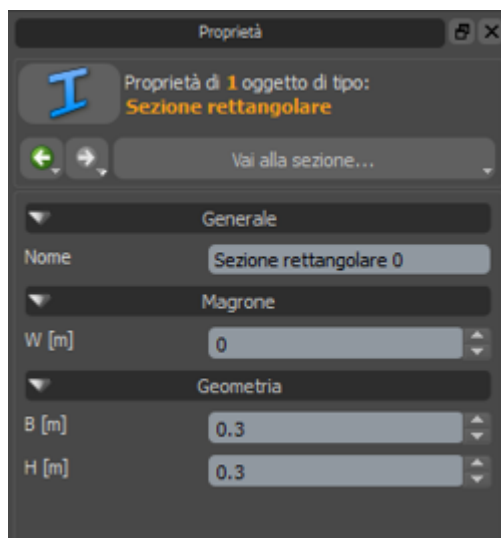 Proprietà
Proprietà di 1 oggetto di tipo:
Sezione rettangolare
Vai alla sezione...
Generale
Nome Sezione rettangolare 0
Magrone
W [m] 0
Geometria
B [m] 0.3
H [m] 0.3